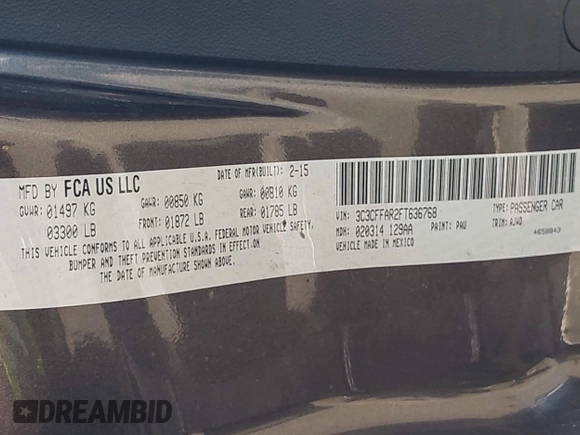 MFD BY FCA US LLC
DATE OF MFR(BUILT): 2-15
GVWR: 01497 KG
GAWR: 00850 KG
GAWR: 00810 KG
03300 LB
FRONT: 01872 LB
REAR: 01785 LB
THIS VEHICLE CONFORMS TO ALL APPLICABLE U.S.A. FEDERAL MOTOR VEHICLE SAFETY,
BUMPER AND THEFT PREVENTION STANDARDS IN EFFECT ON
THE DATE OF MANUFACTURE SHOWN ABOVE.
VIN: 3C3CFFAR2FT636768
TYPE: PASSENGER CAR
MDH: 020314 129AA
PAINT: PAU
TRIM: AJXD
VEHICLE MADE IN MEXICO
4658843
DREAMBID